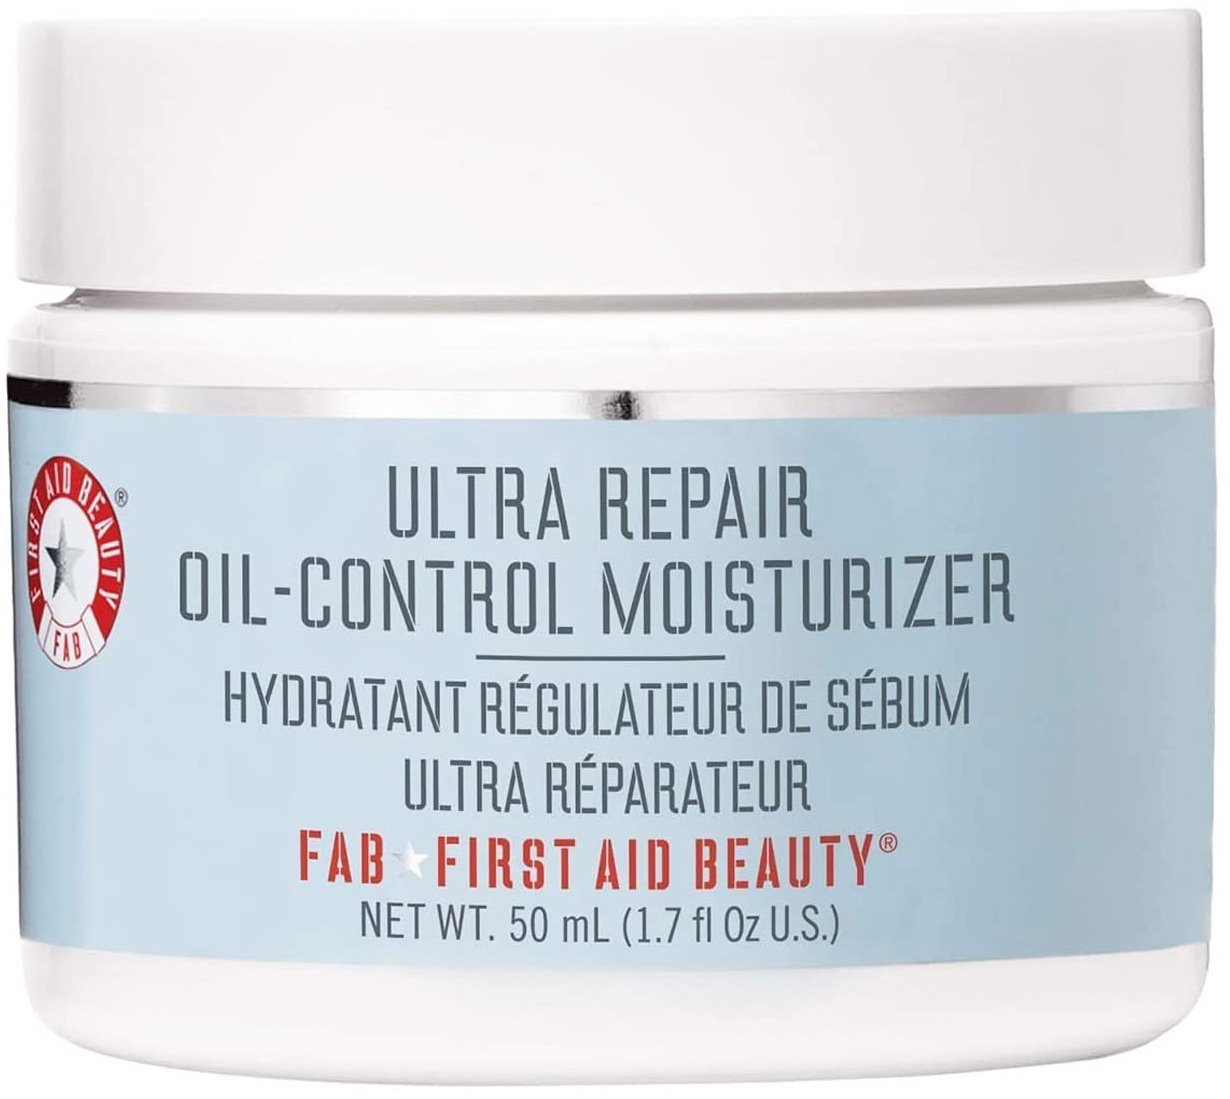 FIRST AID BEAUTY ®
FAB
ULTRA REPAIR
OIL-CONTROL MOISTURIZER
HYDRATANT RÉGULATEUR DE SÉBUM
ULTRA RÉPARATEUR
FAB FIRST AID BEAUTY®
NET WT. 50 mL (1.7 fl Oz U.S.)